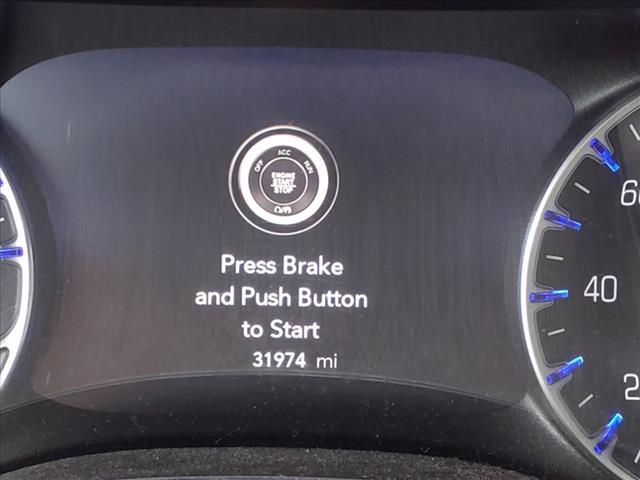 OFF ACC RUN
ENGINE
START
STOP
Press Brake
and Push Button
to Start
31974 mi
40